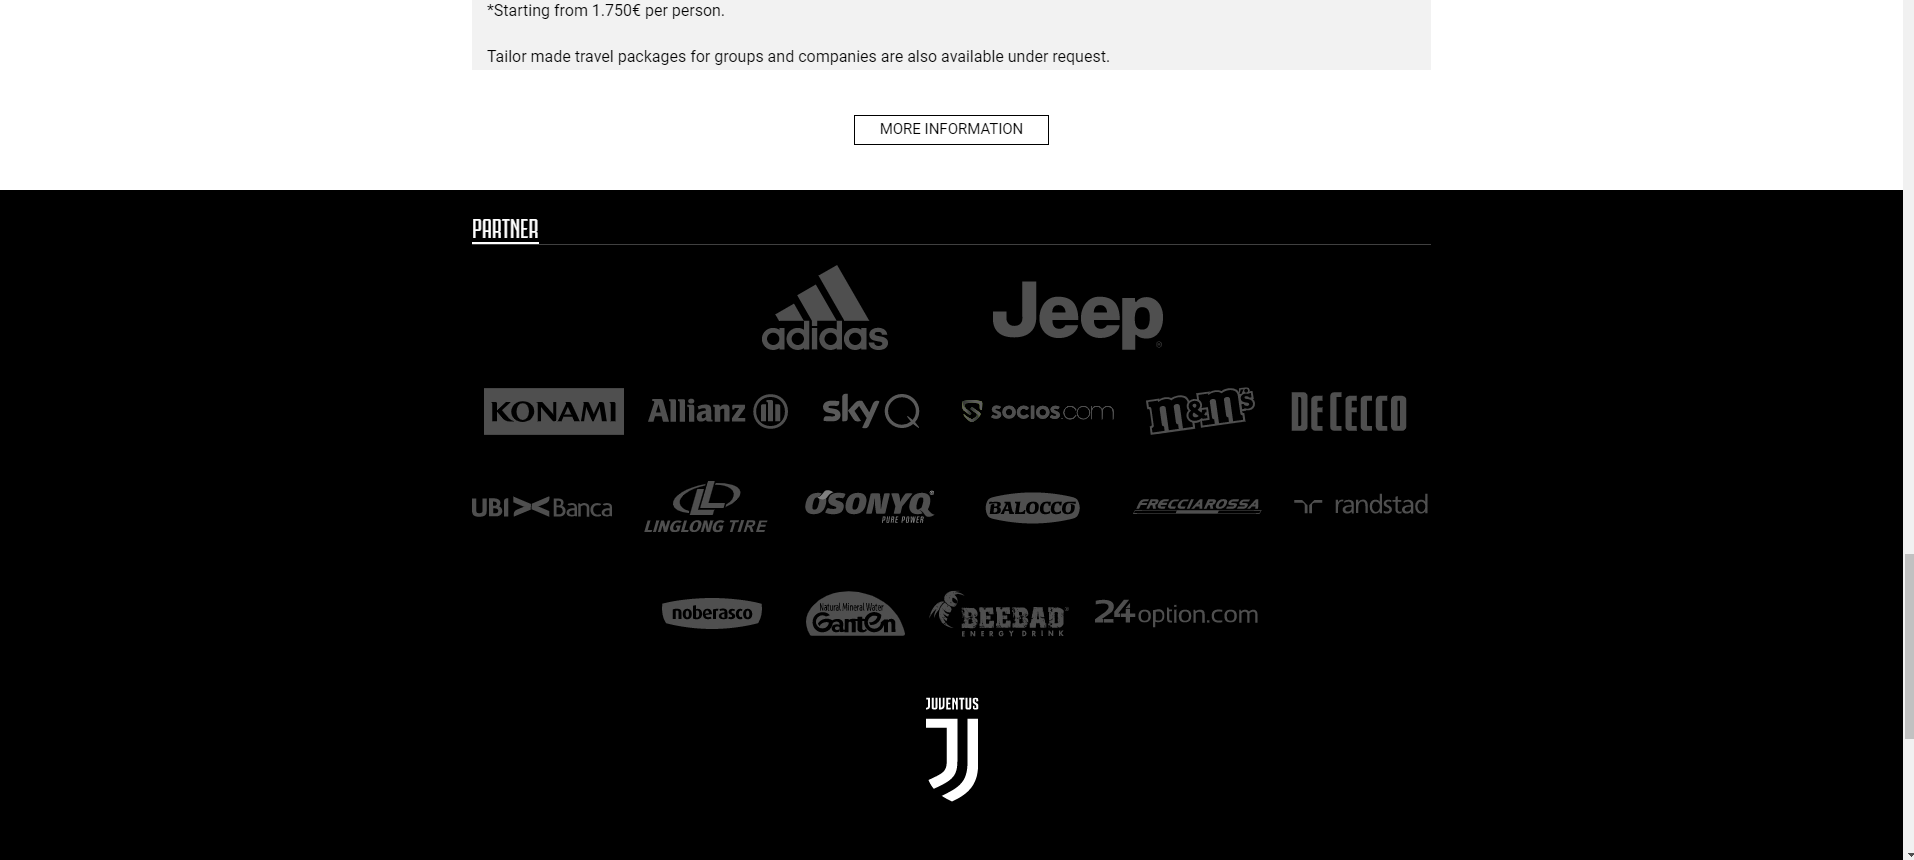 *Starting from 1.750€ per person.
Tailor made travel packages for groups and companies are also available under request.
MORE INFORMATION
PARTNER
adidas
Jeep®
KONAMI Allianz sky Q socios.com m&m's DE CECCO
UBI Banca LINGLONG TIRE OSONYQ® PURE POWER BALOCCO FRECCIAROSSA randstad
noberasco Natural Mineral Water Ganten BEEBAD® ENERGY DRINK 24option.com
JUVENTUS